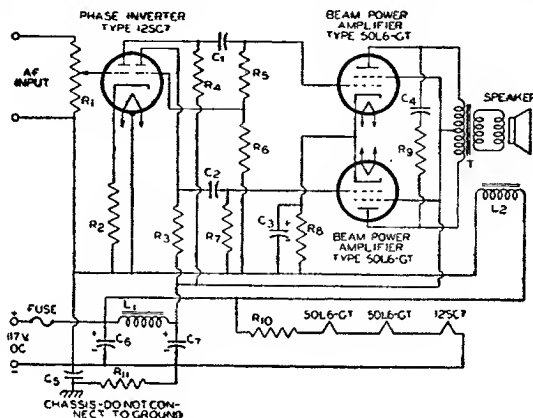 PHASE INVERTER
TYPE 12SC7
BEAM POWER
AMPLIFIER
TYPE 50L6-GT
AF
INPUT
R1
C1
R4
R5
C4
SPEAKER
R6
R9
T
C2
L2
R2
R3
R7
C3
+
-
R8
BEAM POWER
AMPLIFIER
TYPE 50L6-GT
+
FUSE
L1
117 V.
DC
-
+
C6
-
+
C7
-
R10
50L6-GT
50L6-GT
12SC7
C5
R11
CHASSIS-DO NOT CON-
NECT TO GROUND